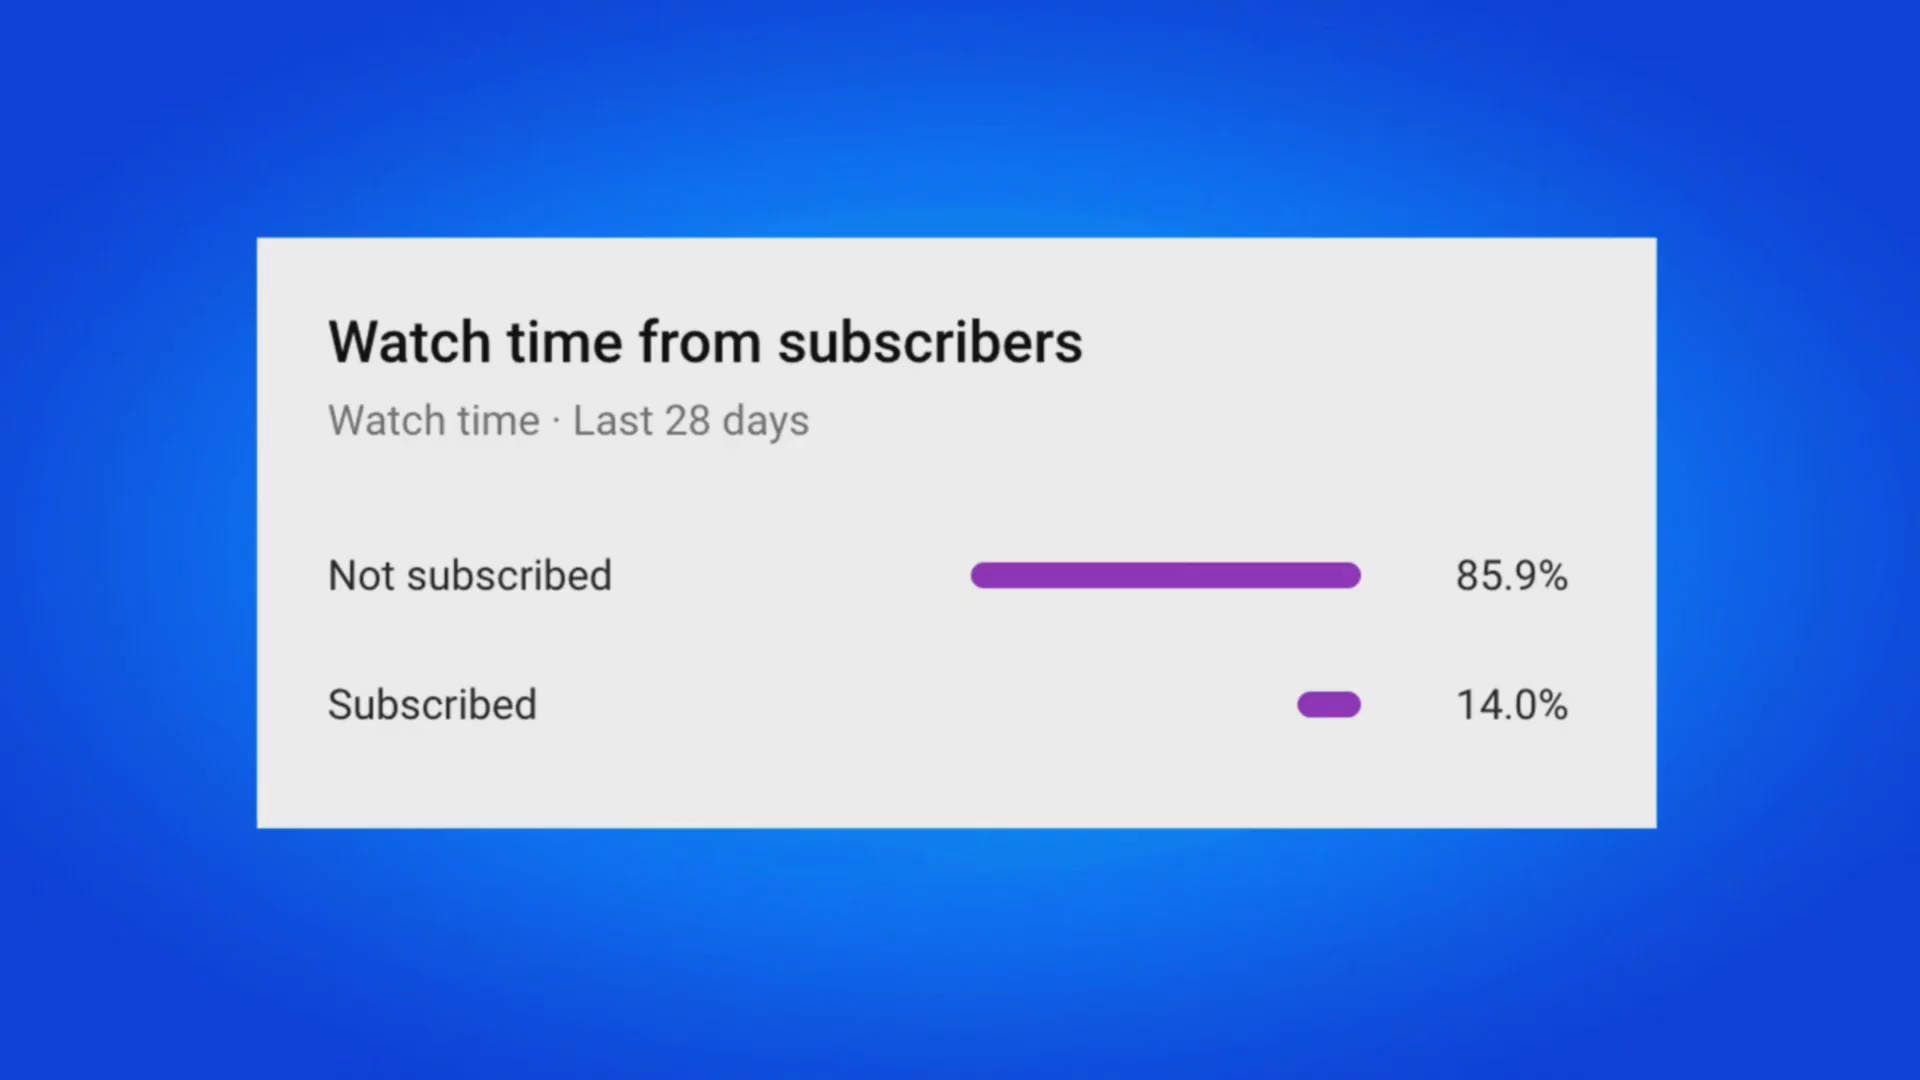 Watch time from subscribers
Watch time · Last 28 days
Not subscribed 85.9%
Subscribed 14.0%